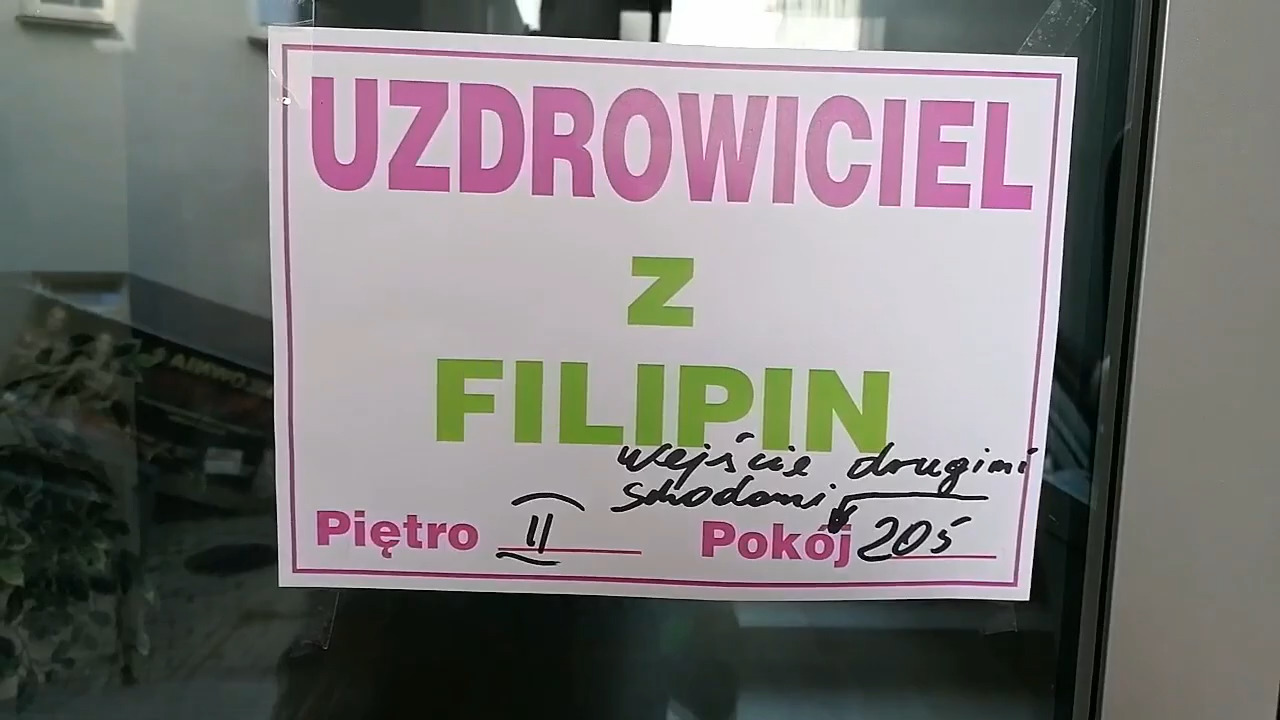 UZDROWICIEL
Z
FILIPIN
wejście drugimi
schodami
Piętro II Pokój 205